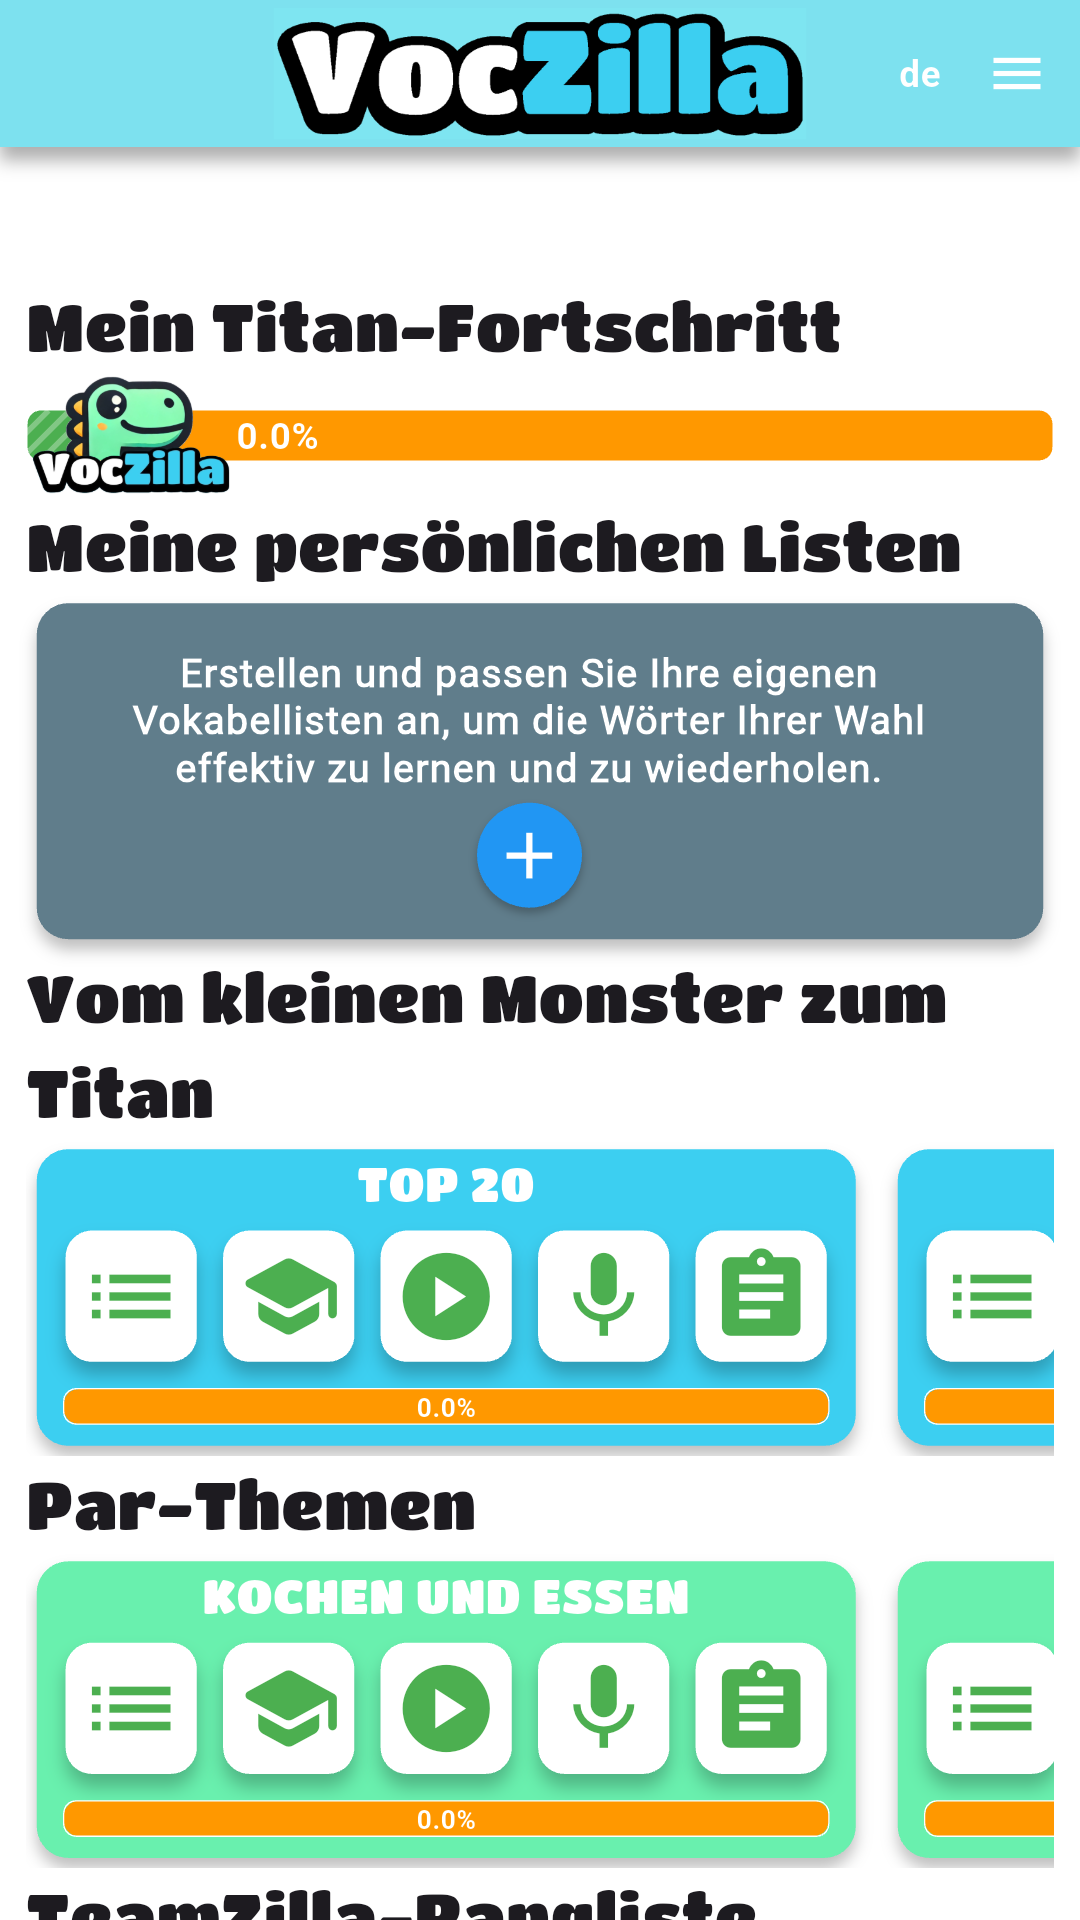 VocZilla
de
Mein Titan-Fortschritt
0.0%
VocZilla
Meine persönlichen Listen
Erstellen und passen Sie Ihre eigenen
Vokabellisten an, um die Wörter Ihrer Wahl
effektiv zu lernen und zu wiederholen.
Vom kleinen Monster zum
Titan
TOP 20
0.0%
Par-Themen
KOCHEN UND ESSEN
0.0%
TeamZilla-Rangliste